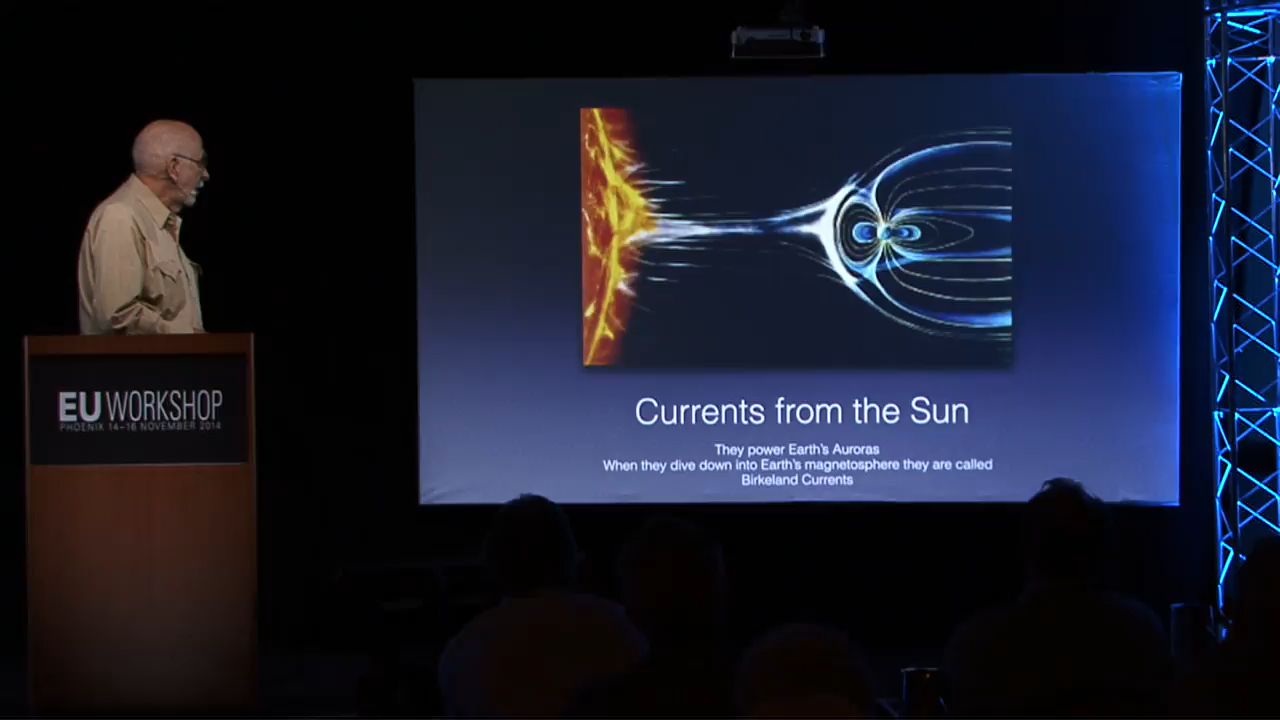 EU WORKSHOP
PHOENIX 14–16 NOVEMBER 2014
Currents from the Sun
They power Earth's Auroras
When they dive down into Earth's magnetosphere they are called
Birkeland Currents